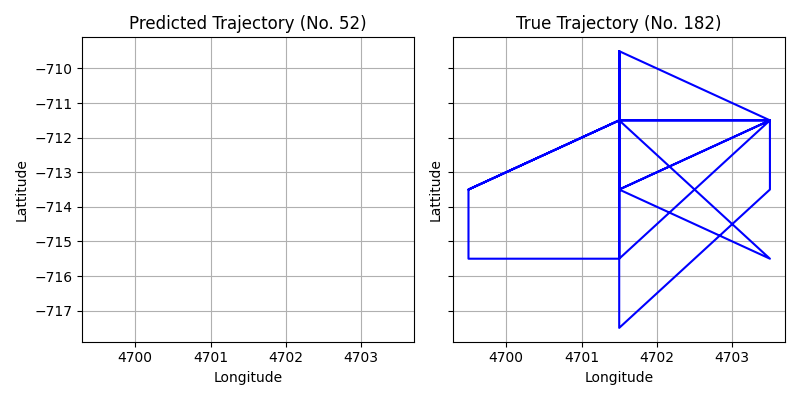 Predicted Trajectory (No. 52)
True Trajectory (No. 182)
Lattitude
−710
−711
−712
−713
−714
−715
−716
−717
4700 4701 4702 4703
Longitude
Lattitude
4700 4701 4702 4703
Longitude